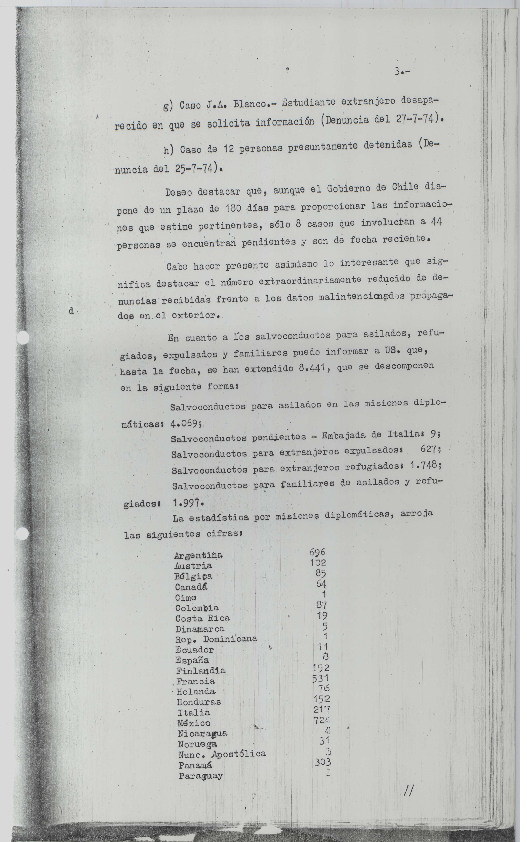 3.-
g) Caso J.A. Blanco.- Estudiante extranjero desapa-
recido en que se solicita información (Denuncia del 27-7-74).
h) Caso de 12 personas presuntamente detenidas (De-
nuncia del 25-7-74).
Deseo destacar que, aunque el Gobierno de Chile dis-
pone de un plazo de 180 días para proporcionar las informacio-
nes que estime pertinentes, sólo 8 casos que involucran a 44
personas se encuentran pendientes y son de fecha reciente.
Cabe hacer presente asimismo lo interesante que sig-
nifica destacar el número extraordinariamente reducido de de-
nuncias recibidas frente a los datos malintencionados propaga-
d
dos en el exterior.
En cuanto a los salvoconductos para asilados, refu-
giados, expulsados y familiares puedo informar a US. que,
hasta la fecha, se han extendido 8.441, que se descomponen
en la siguiente forma:
Salvoconductos para asilados en las misiones diplo-
máticas: 4.069;
Salvoconductos pendientes - Embajada de Italia: 9;
Salvoconductos para extranjeros expulsados: 627;
Salvoconductos para extranjeros refugiados: 1.748;
Salvoconductos para familiares de asilados y refu-
giados: 1.997.
La estadística por misiones diplomáticas, arroja
las siguientes cifras:
Argentina 696
Austria 102
Bélgica 85
Canadá 64
Cime 1
Colombia 87
Costa Rica 19
Dinamarca 5
Rep. Dominicana 1
Ecuador 11
España 8
Finlandia 192
Francia 531
Holanda 76
Honduras 152
Italia 217
México
Nicaragua 4
Noruega 31
Nunc. Apostólica
Panamá 303
Paraguay
//